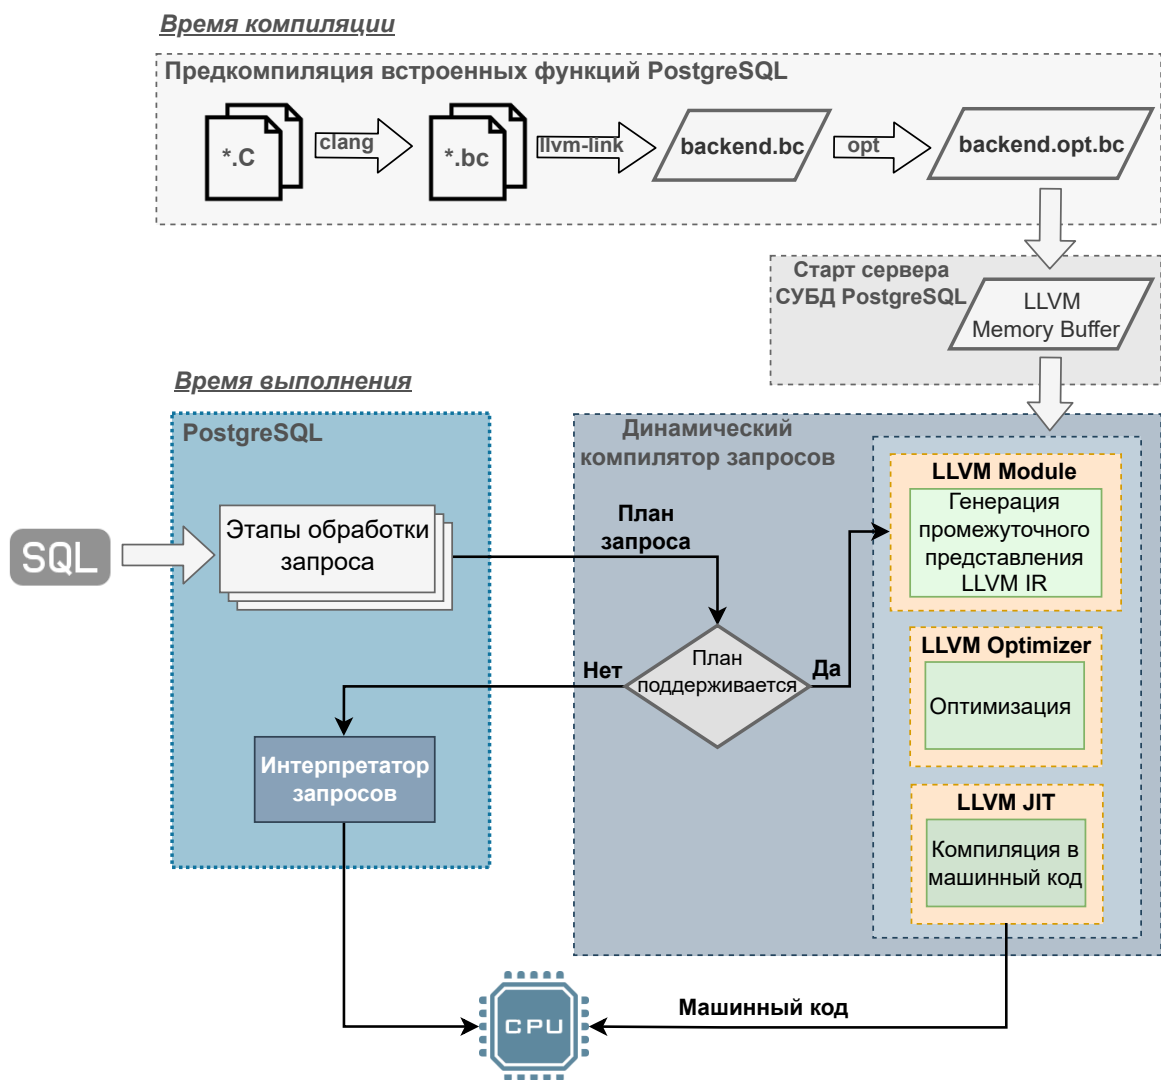 Время компиляции
Предкомпиляция встроенных функций PostgreSQL
*.C
clang
*.bc
llvm-link
backend.bc
opt
backend.opt.bc
Старт сервера
СУБД PostgreSQL
LLVM
Memory Buffer
Время выполнения
PostgreSQL
Динамический
компилятор запросов
LLVM Module
Генерация
промежуточного
представления
LLVM IR
SQL
Этапы обработки
запроса
План
запроса
План
поддерживается
Нет
Да
LLVM Optimizer
Оптимизация
Интерпретатор
запросов
LLVM JIT
Компиляция в
машинный код
Машинный код
CPU